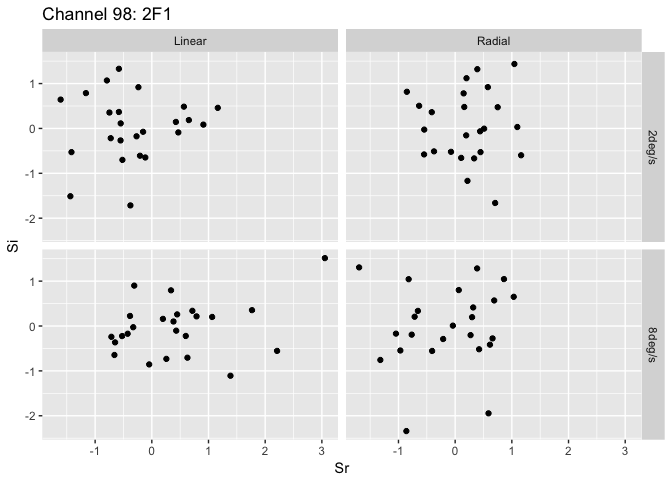 Channel 98: 2F1
Linear Radial
1
0
-1
-2
2deg/s
Si
1
0
-1
-2
8deg/s
-1 0 1 2 3 -1 0 1 2 3
Sr